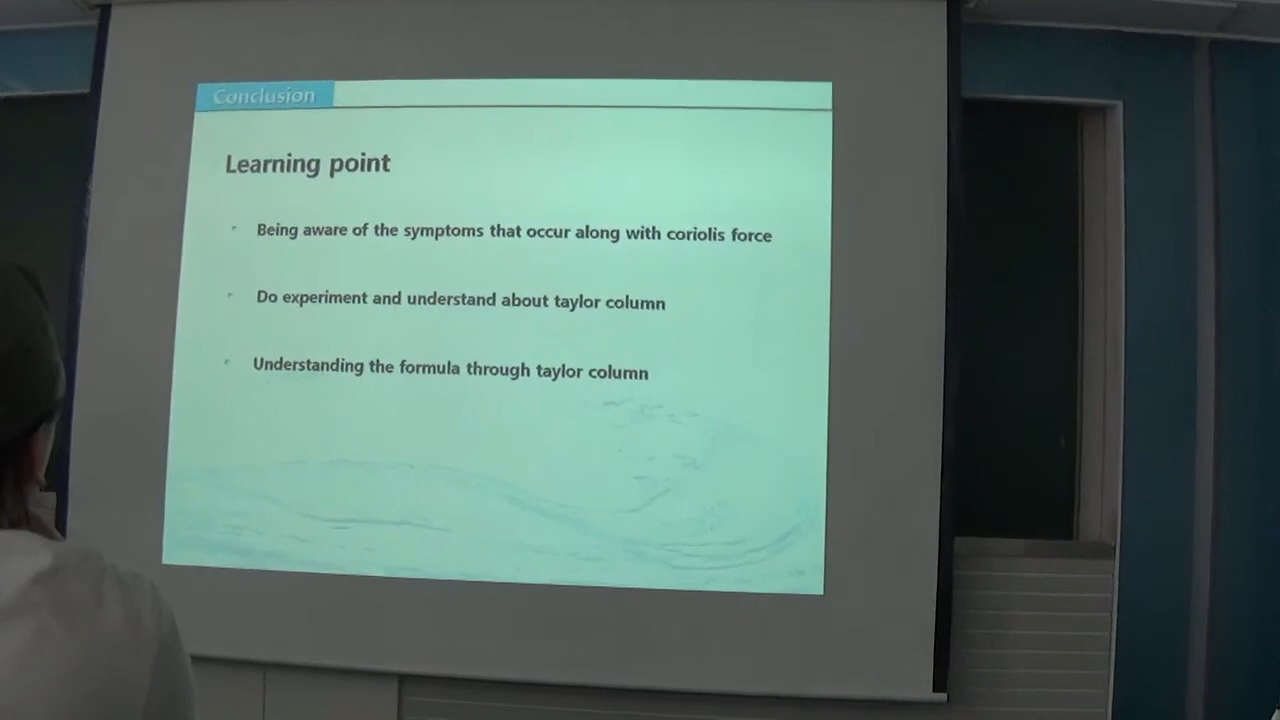 Conclusion
Learning point
Being aware of the symptoms that occur along with coriolis force
Do experiment and understand about taylor column
Understanding the formula through taylor column